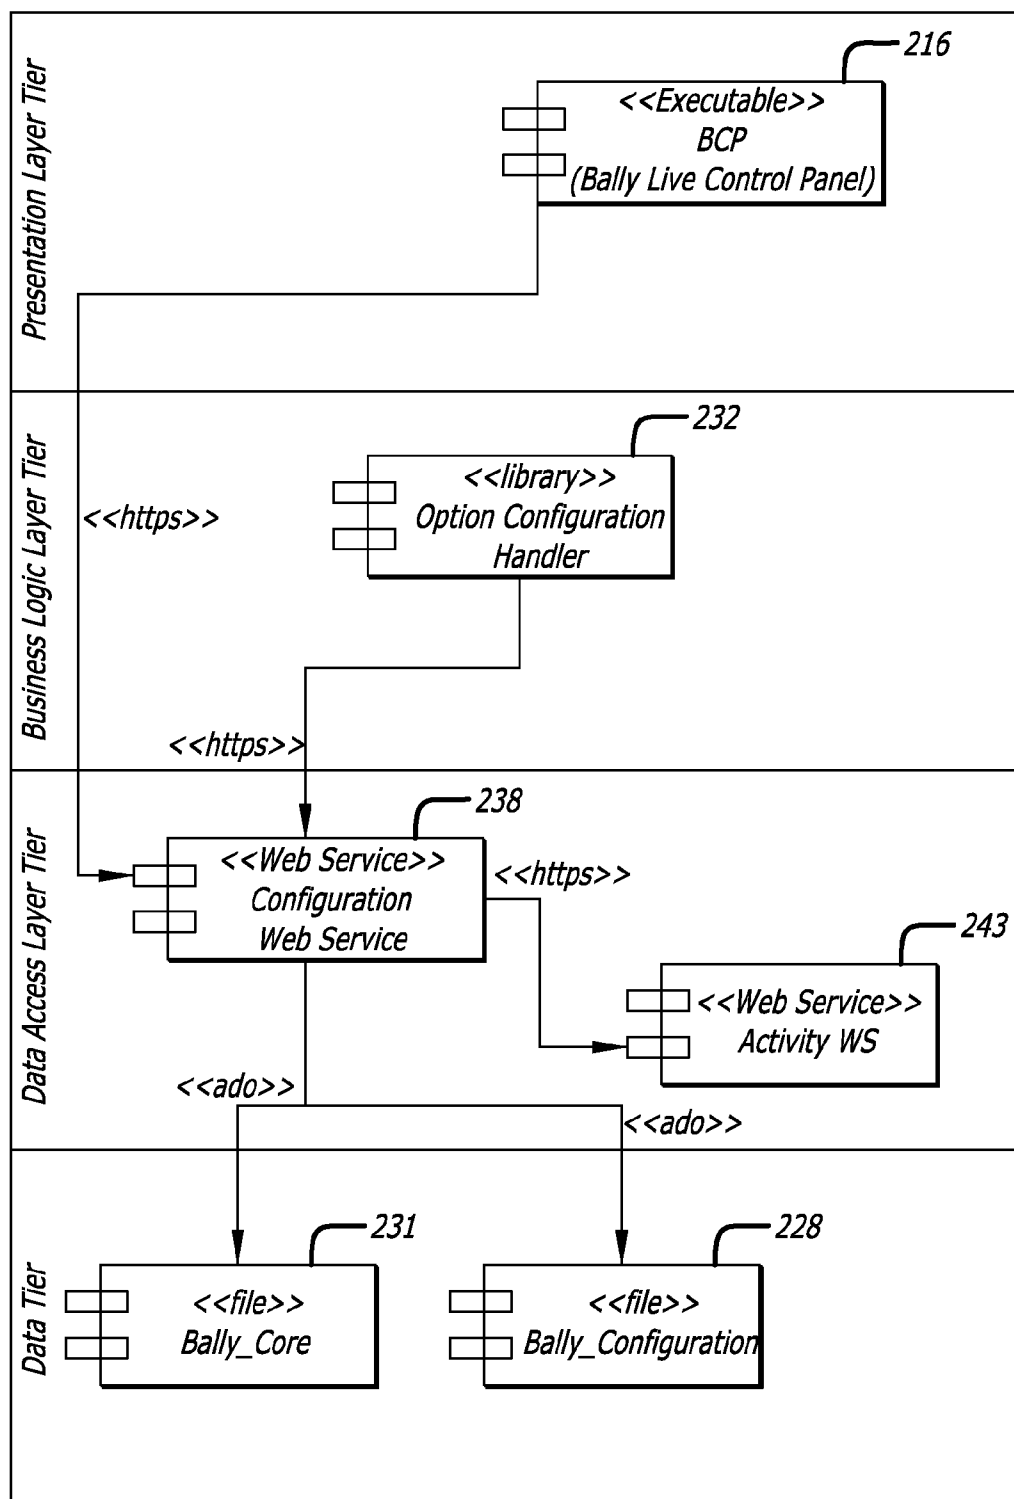 Presentation Layer Tier
216
<<Executable>>
BCP
(Bally Live Control Panel)
Business Logic Layer Tier
232
<<library>>
Option Configuration
Handler
<<https>>
<<https>>
Data Access Layer Tier
238
<<Web Service>>
Configuration
Web Service
<<https>>
243
<<Web Service>>
Activity WS
<<ado>>
<<ado>>
Data Tier
231
<<file>>
Bally_Core
228
<<file>>
Bally_Configuration